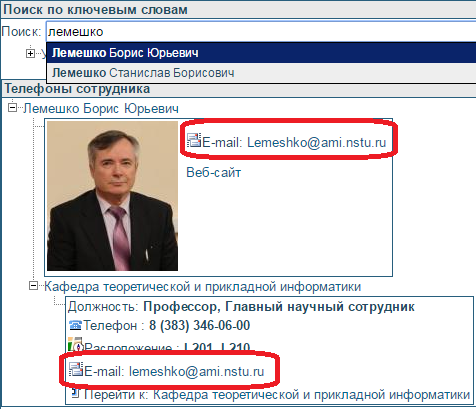 Поиск по ключевым словам
Поиск: лемешко
Лемешко Борис Юрьевич
Лемешко Станислав Борисович
Телефоны сотрудника
Лемешко Борис Юрьевич
E-mail: Lemeshko@ami.nstu.ru
Веб-сайт
Кафедра теоретической и прикладной информатики
Должность: Профессор, Главный научный сотрудник
Телефон : 8 (383) 346-06-00
Расположение : 1201, 1210
E-mail: lemeshko@ami.nstu.ru
Перейти к: Кафедра теоретической и прикладной информатики